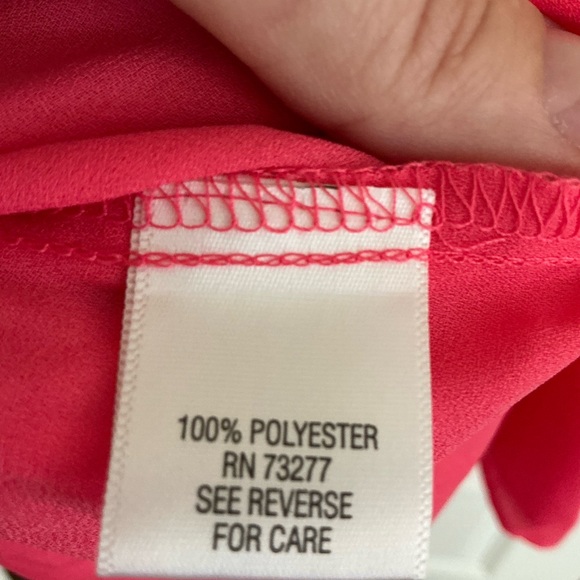 100% POLYESTER
RN 73277
SEE REVERSE
FOR CARE